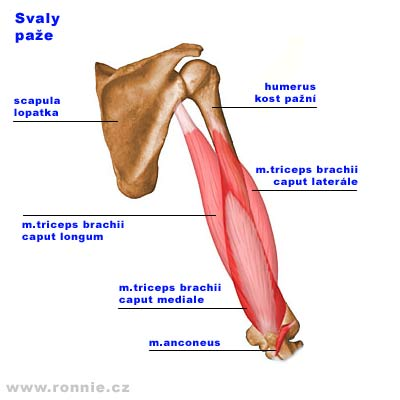 Svaly
paže
humerus
kost pažní
scapula
lopatka
m.triceps brachii
caput laterále
m.triceps brachii
caput longum
m.triceps brachii
caput mediale
m.anconeus
www.ronnie.cz